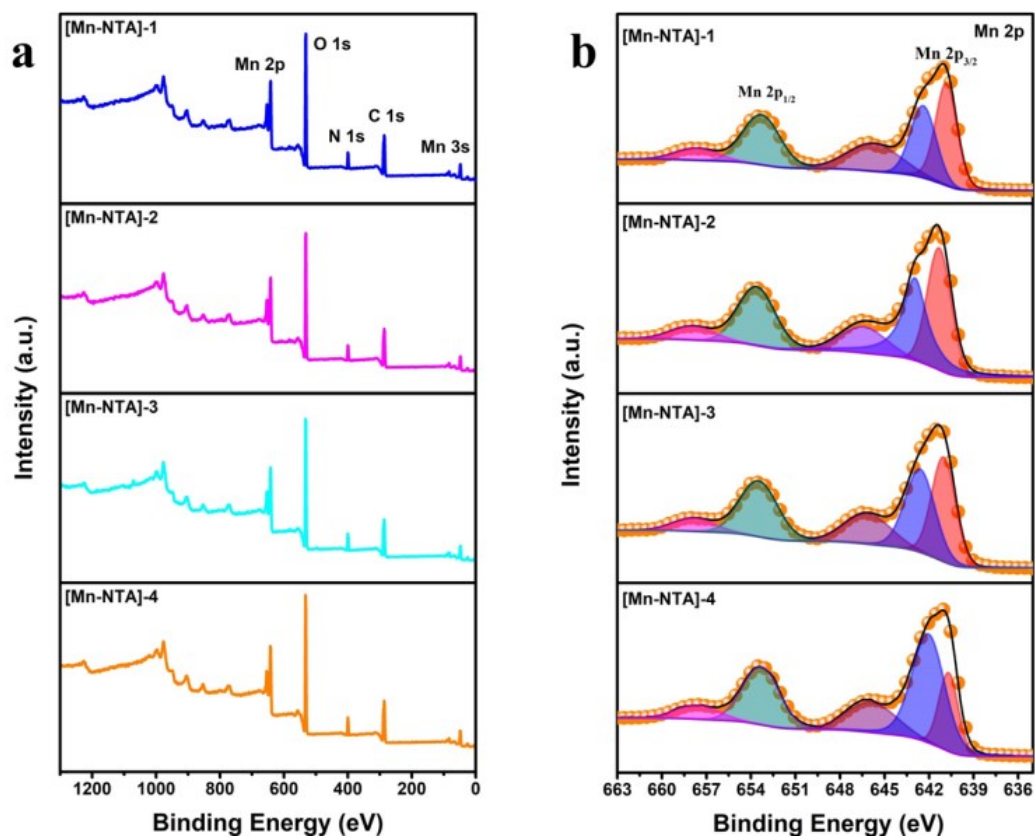 a
[Mn-NTA]-1
Mn 2p
O 1s
N 1s
C 1s
Mn 3s
[Mn-NTA]-2
[Mn-NTA]-3
[Mn-NTA]-4
Intensity (a.u.)
1200 1000 800 600 400 200 0
Binding Energy (eV)
b
[Mn-NTA]-1
Mn 2p
Mn 2p₃/₂
Mn 2p₁/₂
[Mn-NTA]-2
[Mn-NTA]-3
[Mn-NTA]-4
Intensity (a.u.)
663 660 657 654 651 648 645 642 639 636
Binding Energy (eV)